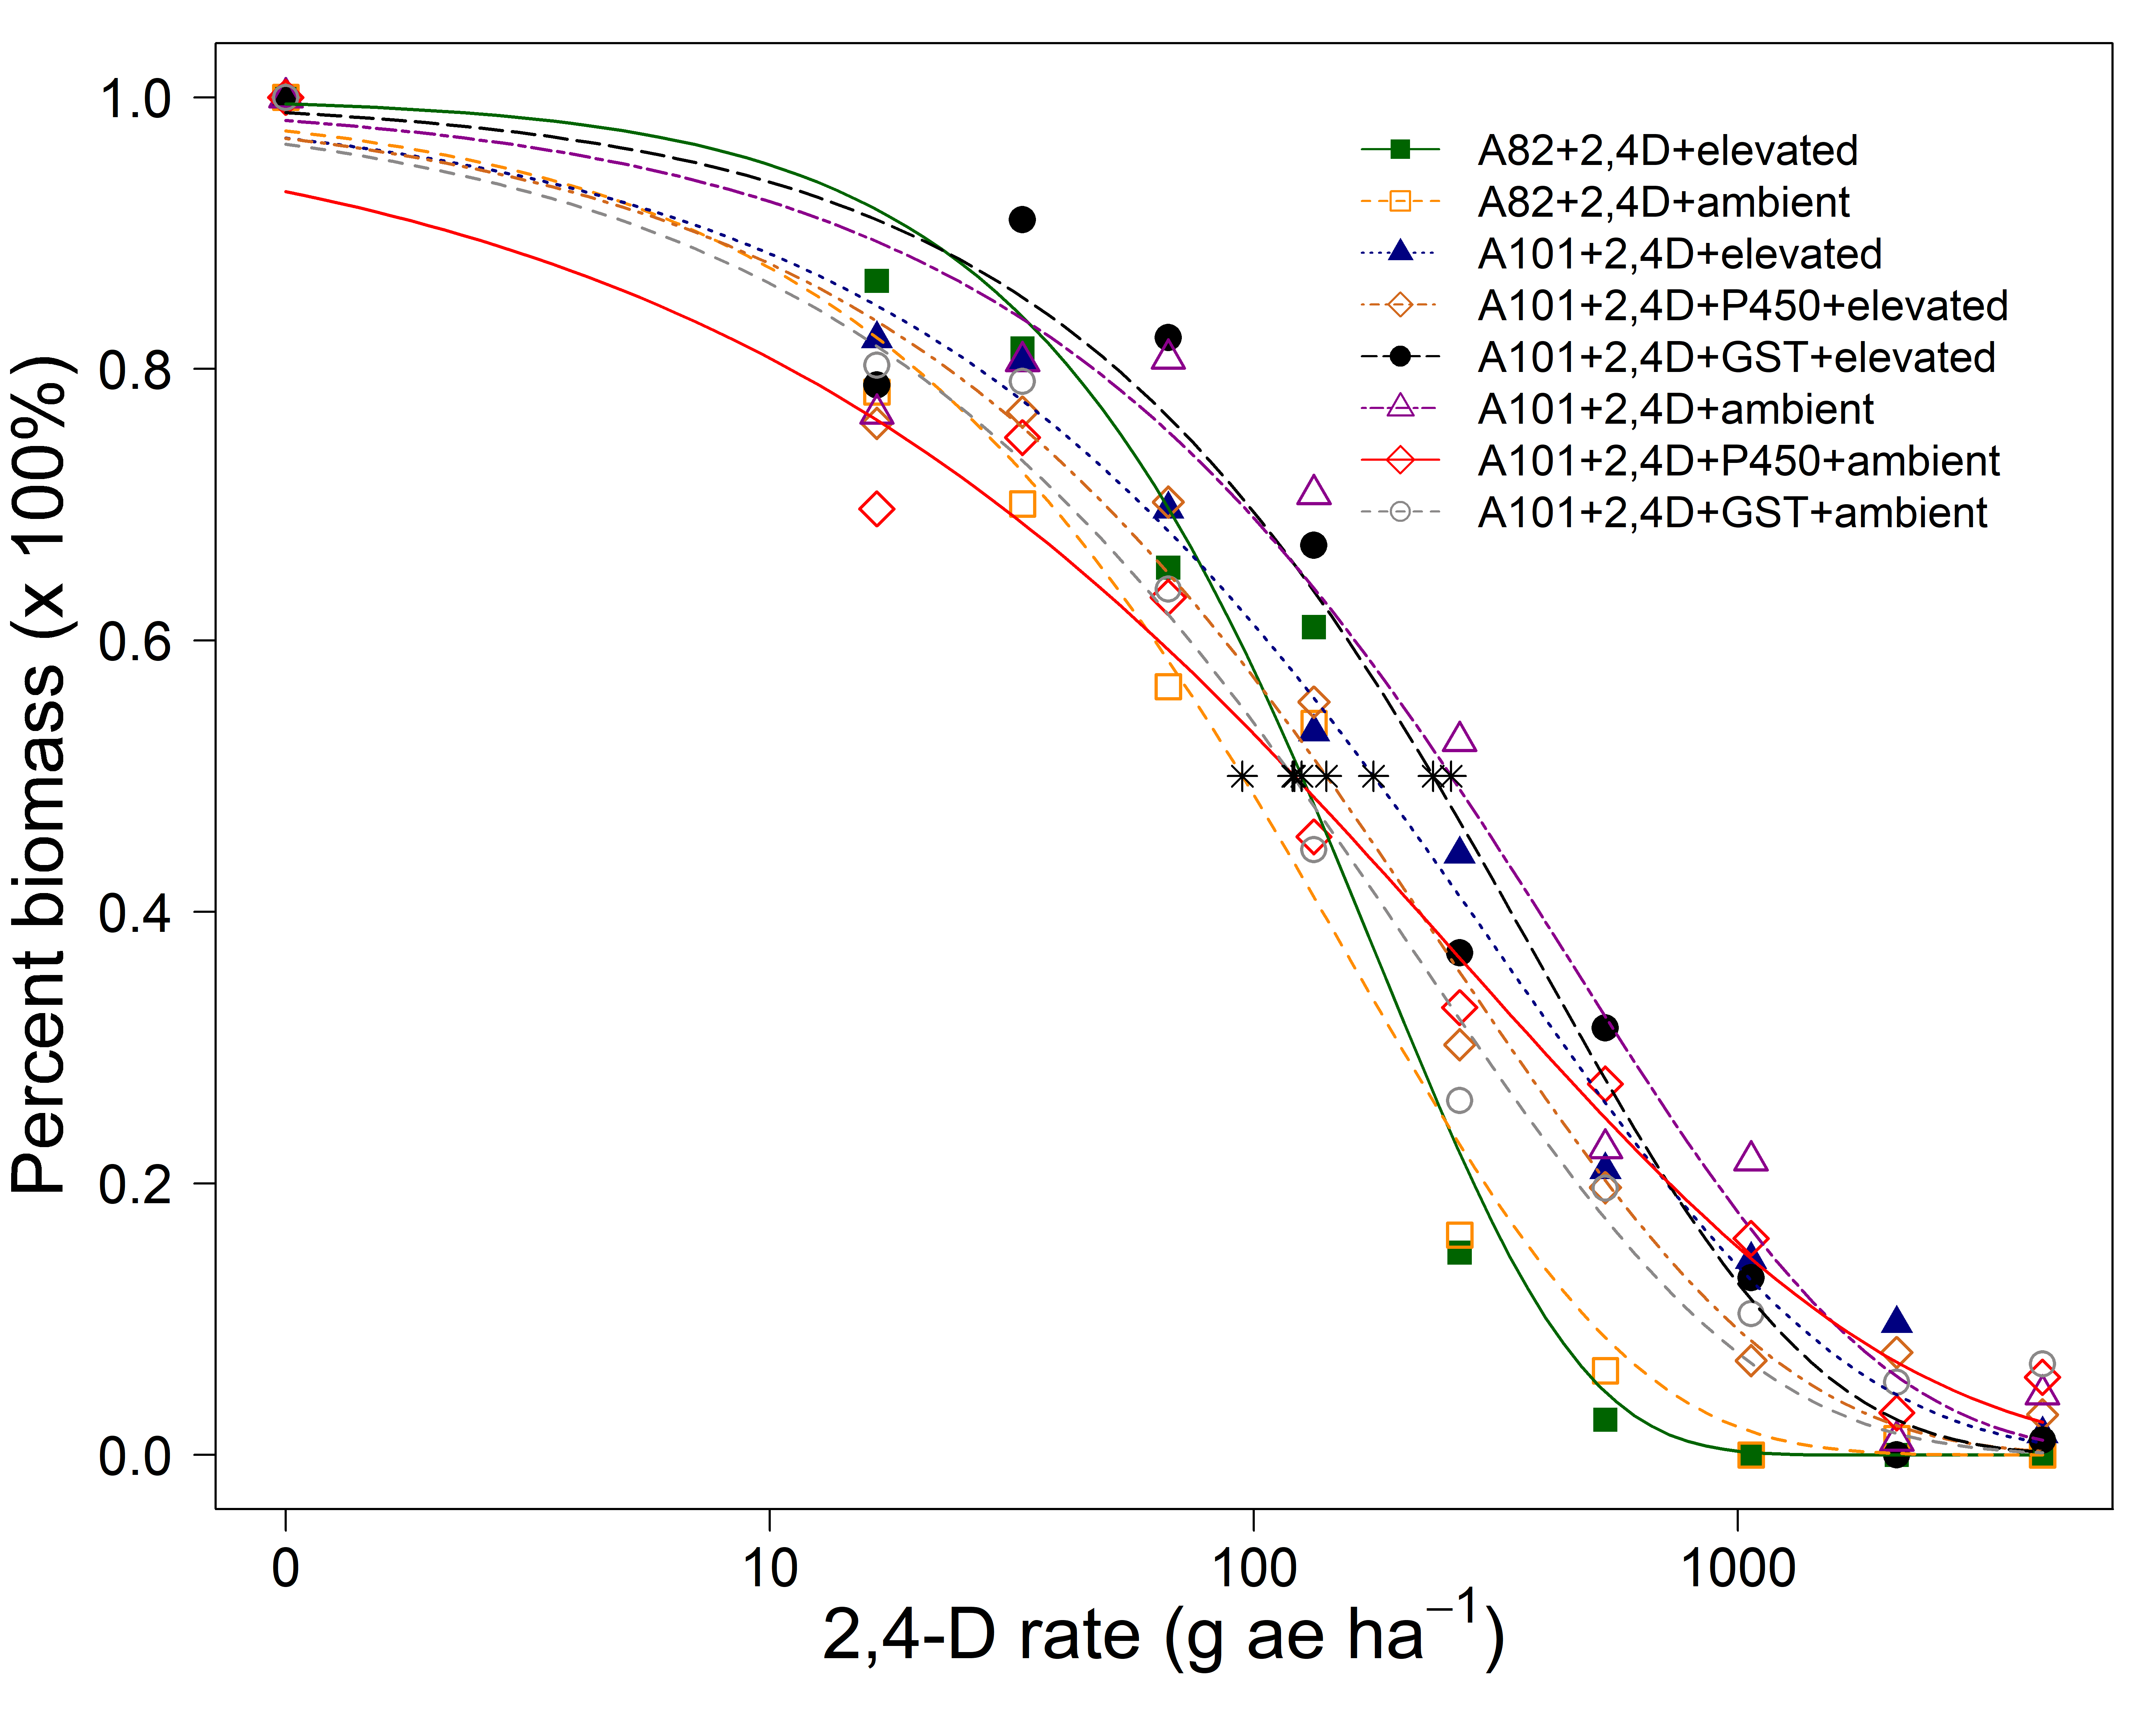 Percent biomass (x 100%)
1.0
0.8
0.6
0.4
0.2
0.0
A82+2,4D+elevated
A82+2,4D+ambient
A101+2,4D+elevated
A101+2,4D+P450+elevated
A101+2,4D+GST+elevated
A101+2,4D+ambient
A101+2,4D+P450+ambient
A101+2,4D+GST+ambient
0 10 100 1000
2,4-D rate (g ae ha⁻¹)